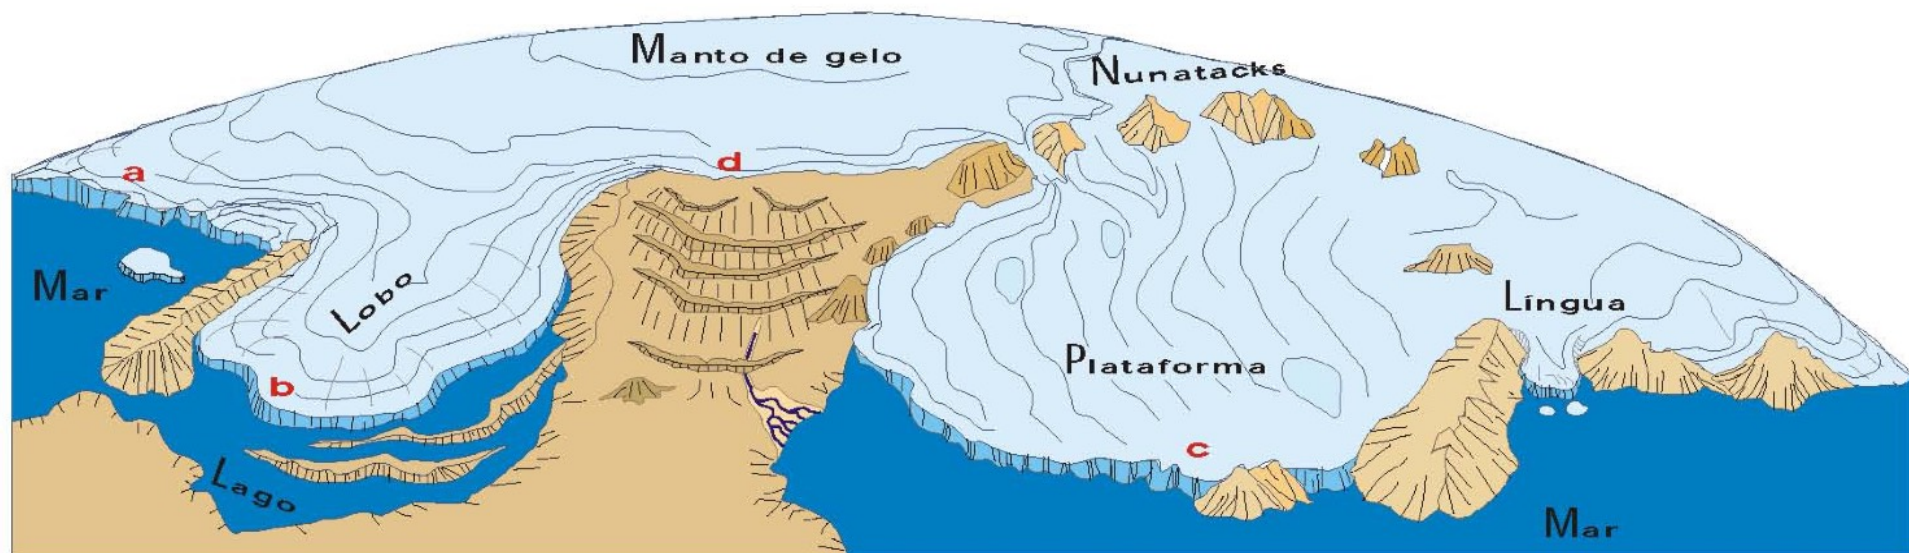 Manto de gelo
Nunatacks
a
d
Mar
Lobo
Língua
Plataforma
b
c
Lago
Mar